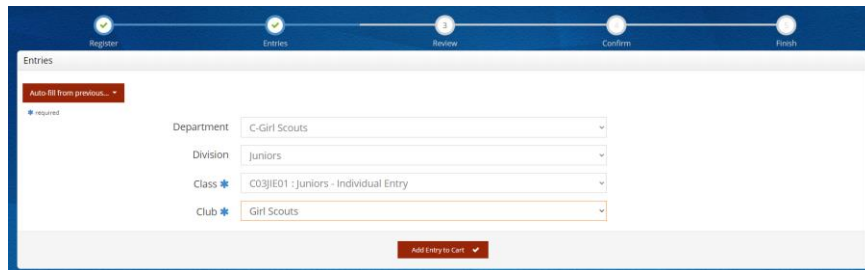 3
Register Entries Review Confirm Finish
Entries
Auto-fill from previous...
✱ required
Department C-Girl Scouts
Division Juniors
Class ✱ C03JIE01 : Juniors - Individual Entry
Club ✱ Girl Scouts
Add Entry to Cart ✔